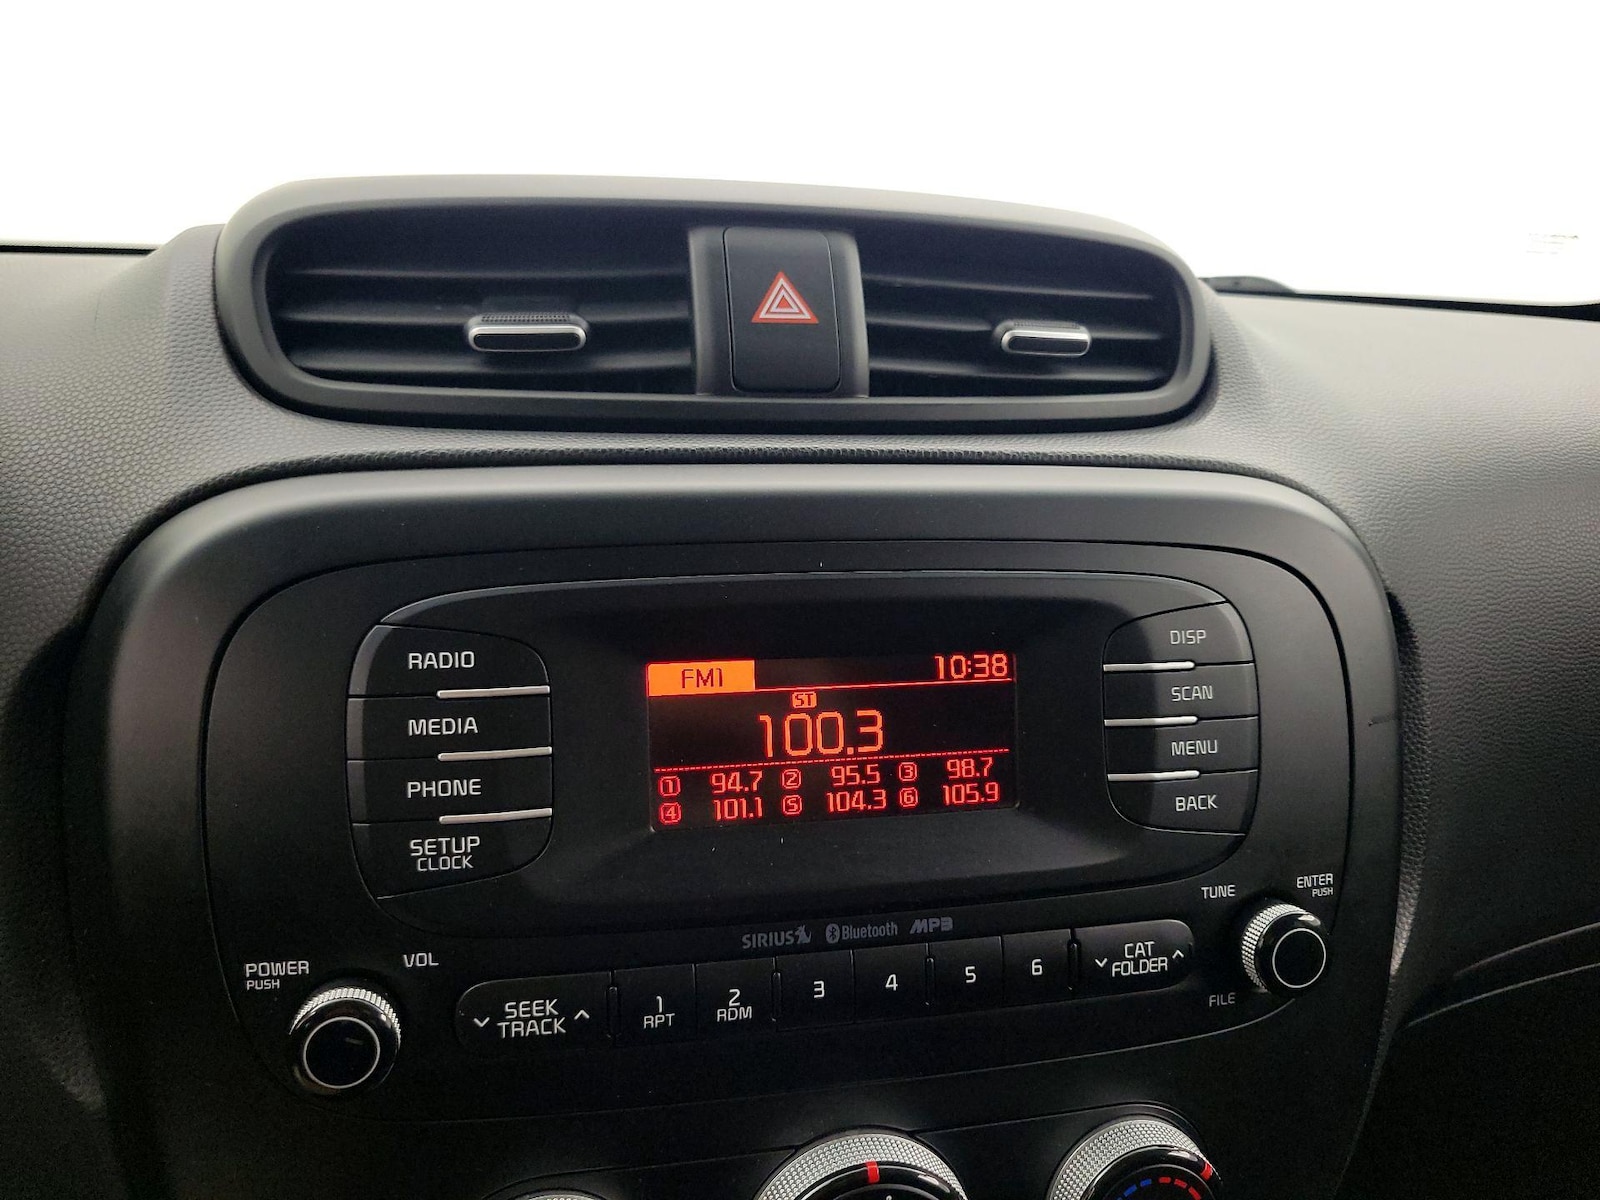 RADIO
MEDIA
PHONE
SETUP
CLOCK
FM1 10:38
ST
100.3
1 94.7 2 95.5 3 98.7
4 101.1 5 104.3 6 105.9
DISP
SCAN
MENU
BACK
POWER
PUSH
VOL
SIRIUS Bluetooth MP3
SEEK
TRACK
1
RPT
2
RDM
3
4
5
6
CAT
FOLDER
TUNE
ENTER
PUSH
FILE